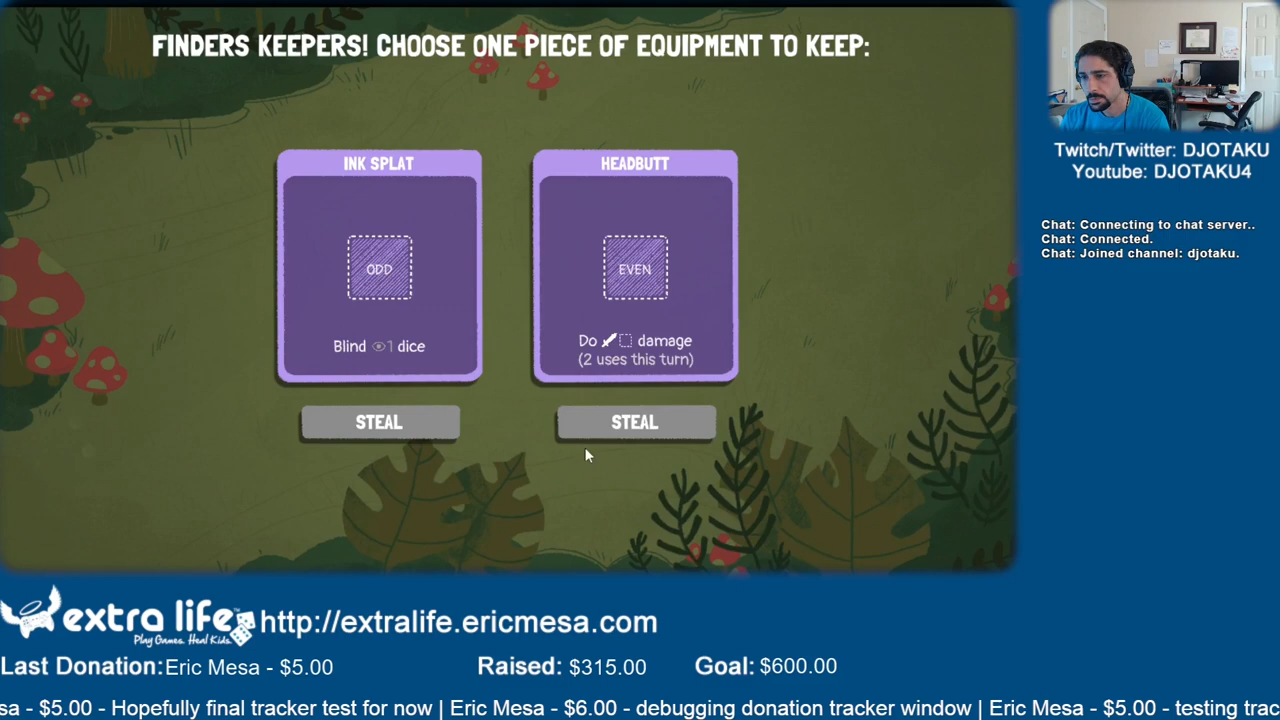 FINDERS KEEPERS! CHOOSE ONE PIECE OF EQUIPMENT TO KEEP:
INK SPLAT
ODD
Blind 1 dice
STEAL
HEADBUTT
EVEN
Do damage
(2 uses this turn)
STEAL
Twitch/Twitter: DJOTAKU
Youtube: DJOTAKU4
Chat: Connecting to chat server..
Chat: Connected.
Chat: Joined channel: djotaku.
extra life
Play Games. Heal Kids.
http://extralife.ericmesa.com
Last Donation: Eric Mesa - $5.00
Raised: $315.00
Goal: $600.00
sa - $5.00 - Hopefully final tracker test for now | Eric Mesa - $6.00 - debugging donation tracker window | Eric Mesa - $5.00 - testing trac